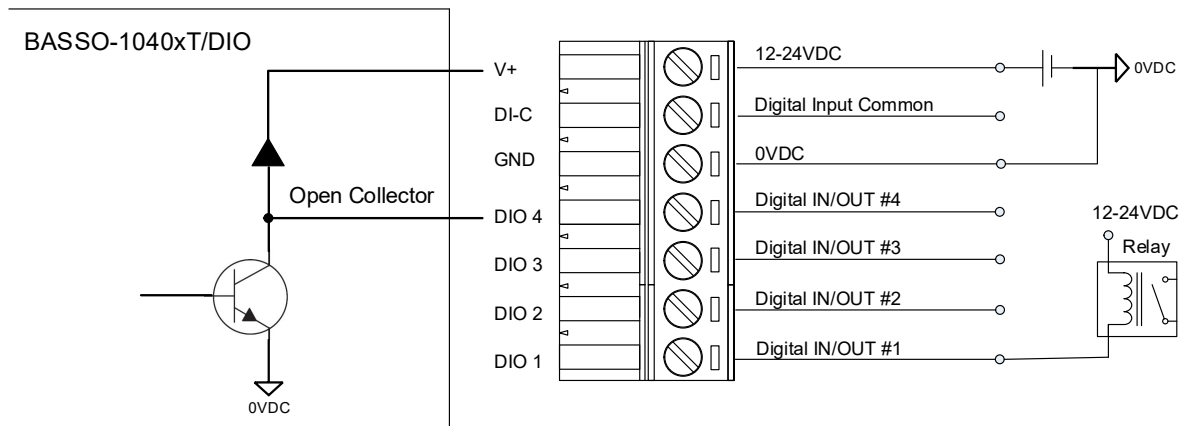 BASSO-1040xT/DIO
V+
12-24VDC
0VDC
DI-C
Digital Input Common
GND
0VDC
Open Collector
DIO 4
Digital IN/OUT #4
12-24VDC
Relay
DIO 3
Digital IN/OUT #3
DIO 2
Digital IN/OUT #2
DIO 1
Digital IN/OUT #1
0VDC